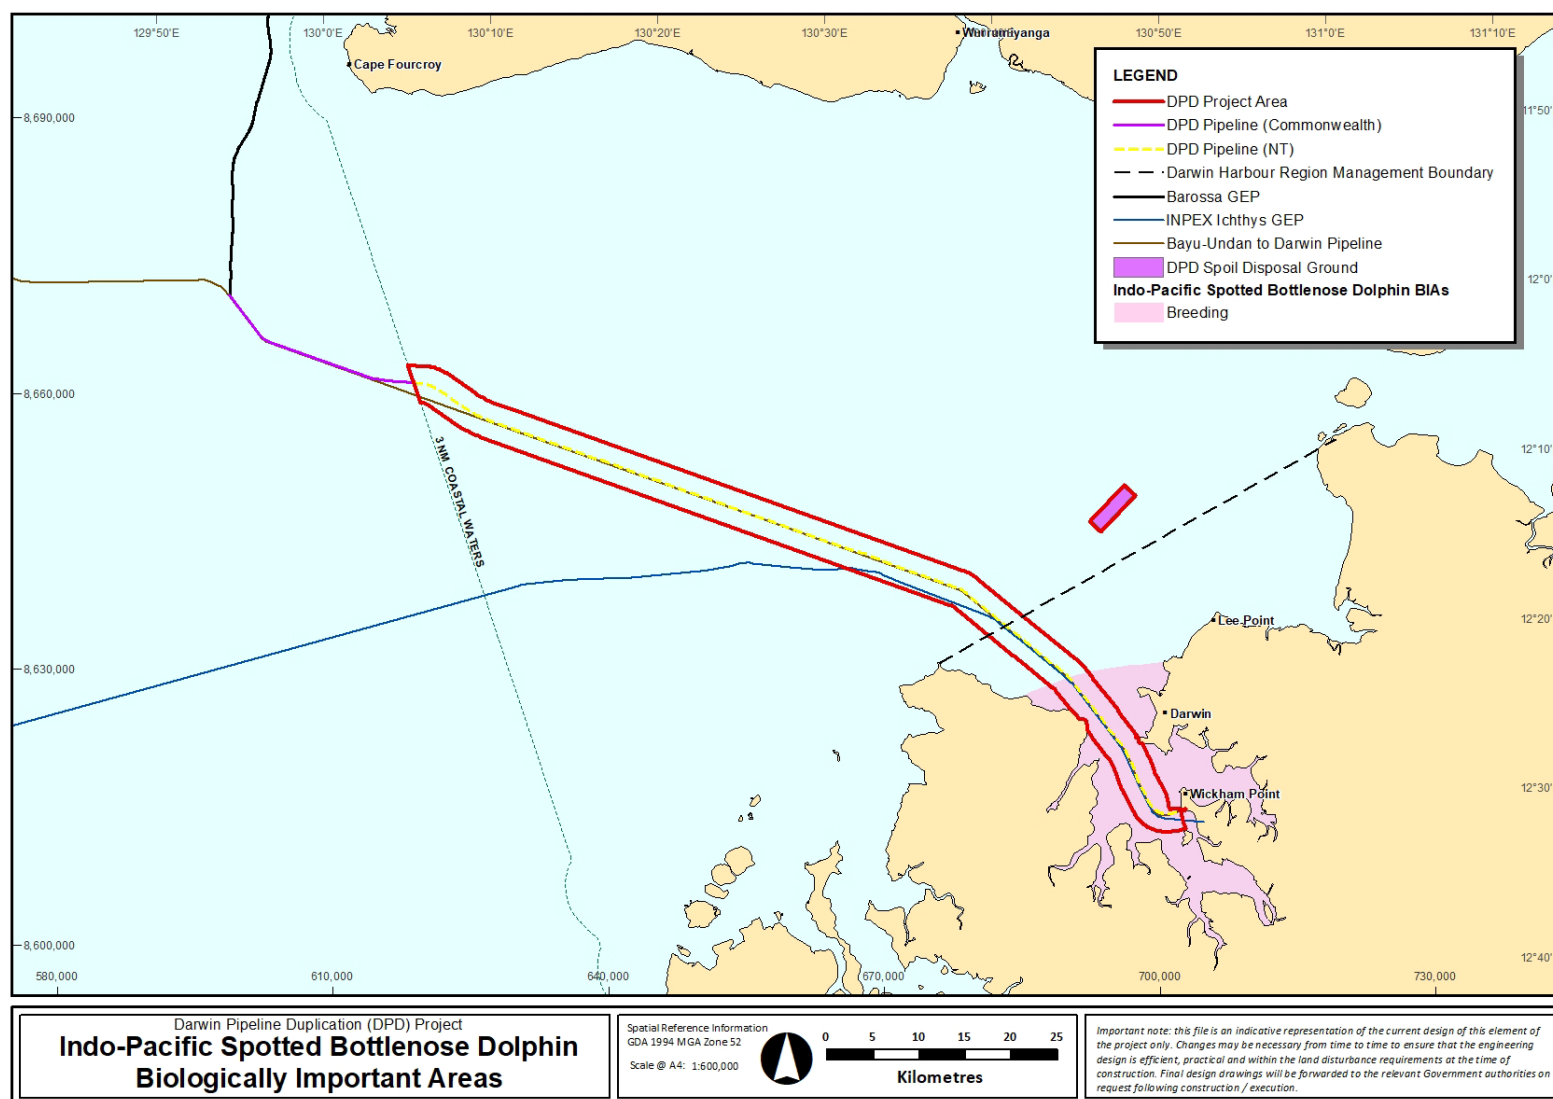 129°50'E 130°0'E 130°10'E 130°20'E 130°30'E 130°50'E 131°0'E 131°10'E
Wurrumiyanga
Cape Fourcroy
LEGEND
DPD Project Area
DPD Pipeline (Commonwealth)
DPD Pipeline (NT)
Darwin Harbour Region Management Boundary
Barossa GEP
INPEX Ichthys GEP
Bayu-Undan to Darwin Pipeline
DPD Spoil Disposal Ground
Indo-Pacific Spotted Bottlenose Dolphin BIAs
Breeding
8,690,000
8,660,000
8,630,000
8,600,000
11°50'
12°0'
12°10'
12°20'
12°30'
12°40'
3 NM COASTAL WATERS
Lee Point
Darwin
Wickham Point
580,000 610,000 640,000 670,000 700,000 730,000
Darwin Pipeline Duplication (DPD) Project
Indo-Pacific Spotted Bottlenose Dolphin
Biologically Important Areas
Spatial Reference Information
GDA 1994 MGA Zone 52
Scale @ A4: 1:600,000
0 5 10 15 20 25
Kilometres
Important note: this file is an indicative representation of the current design of this element of
the project only. Changes may be necessary from time to time to ensure that the engineering
design is efficient, practical and within the land disturbance requirements at the time of
construction. Final design drawings will be forwarded to the relevant Government authorities on
request following construction / execution.